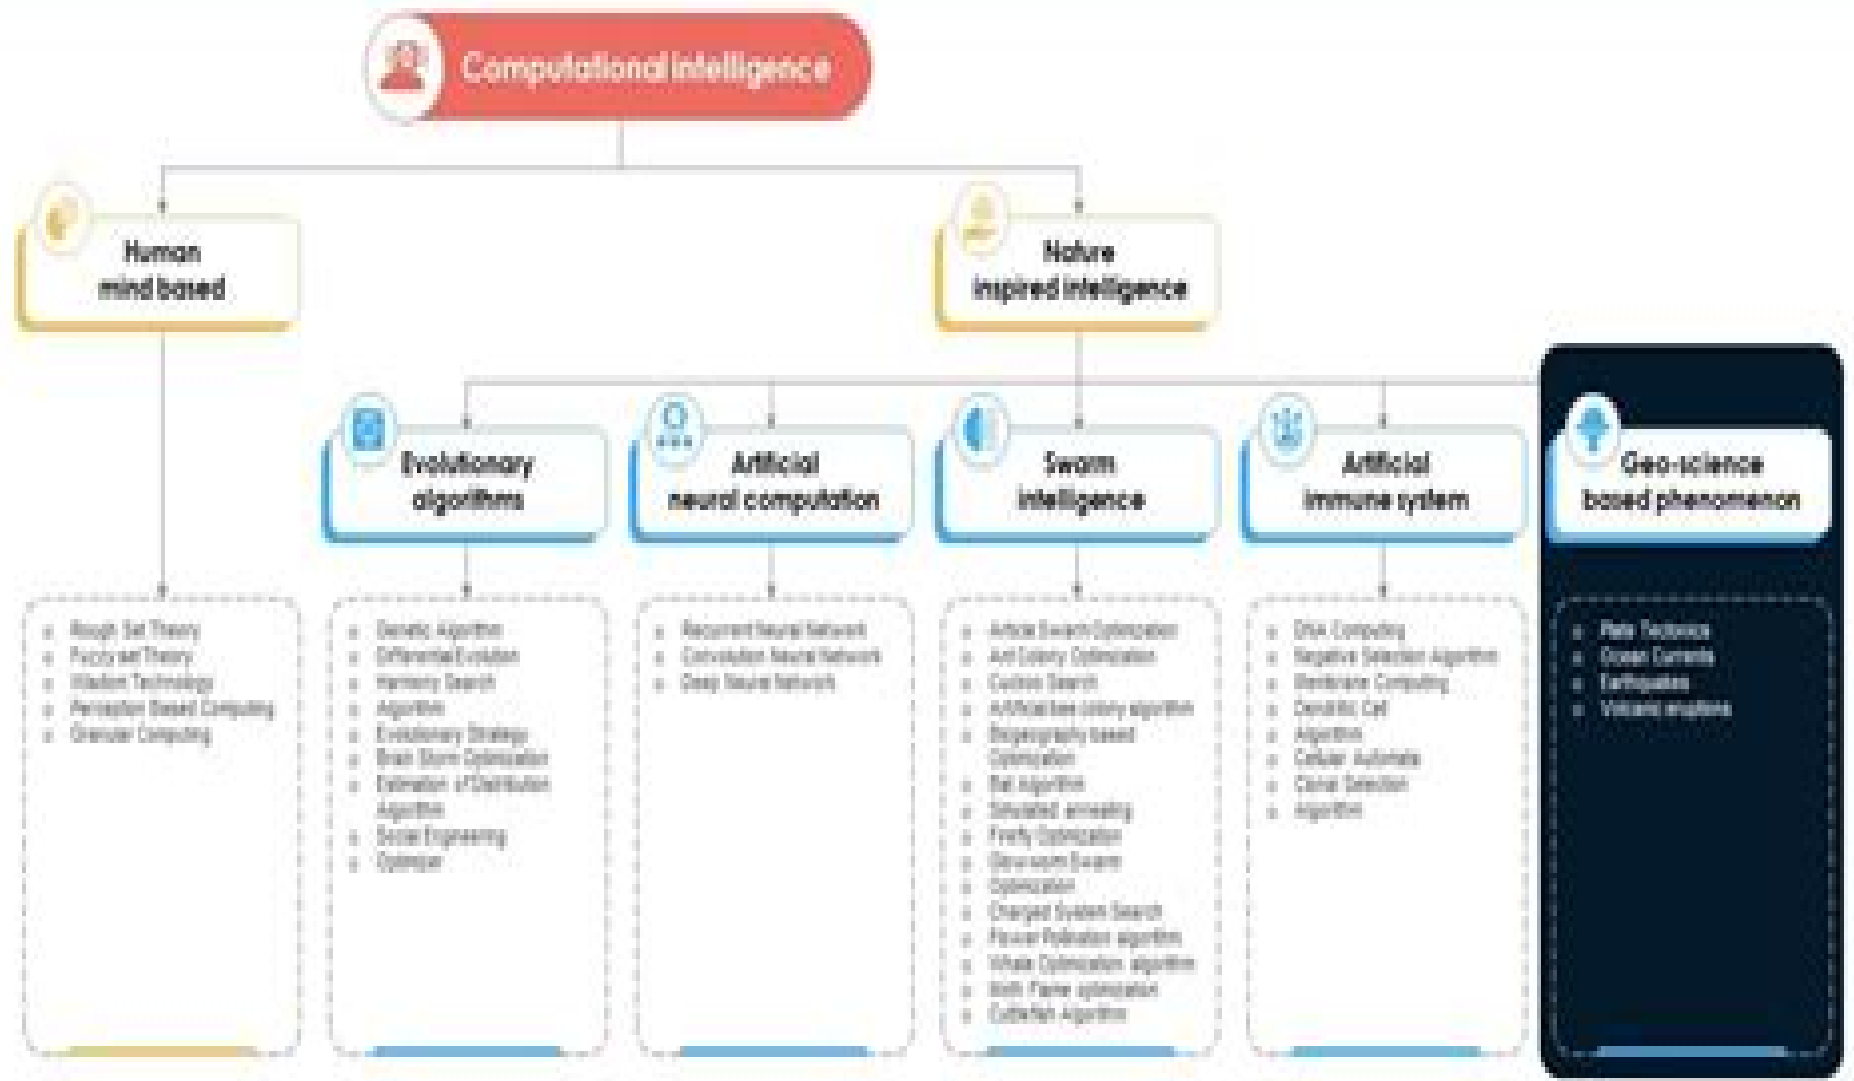 Computational intelligence
Human
mind based
Nature
inspired intelligence
Evolutionary
algorithms
Artificial
neural computation
Swarm
intelligence
Artificial
immune system
Geo-science
based phenomenon
Rough Set Theory
Fuzzy set Theory
Wisdom Technology
Perception Based Computing
Granular Computing
Genetic Algorithm
Differential Evolution
Harmony Search
Algorithm
Evolutionary Strategy
Brain Storm Optimization
Estimation of Distribution
Algorithm
Social Engineering
Optimizer
Recurrent Neural Network
Convolution Neural Network
Deep Neural Network
Article Swarm Optimization
Ant Colony Optimization
Cuckoo Search
Artificial bee colony algorithm
Biogeography based
Optimization
Bat Algorithm
Simulated annealing
Firefly Optimization
Glowworm Swarm
Optimization
Charged System Search
Flower Pollination algorithm
Whale Optimization algorithm
Moth Flame optimization
Cuttlefish Algorithm
DNA Computing
Negative Selection Algorithm
Membrane Computing
Dendritic Cell
Algorithm
Cellular Automata
Clonal Selection
Algorithm
Plate Tectonics
Ocean Currents
Earthquakes
Volcanic eruptions